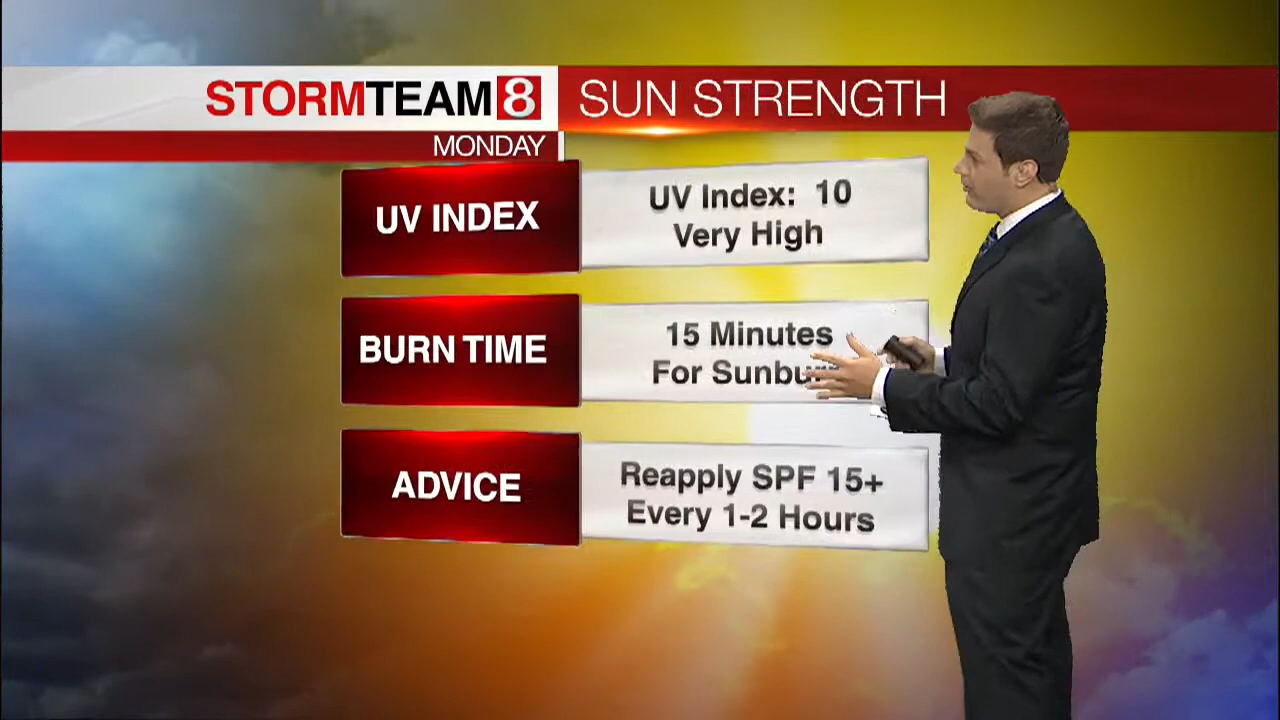 STORMTEAM8
SUN STRENGTH
MONDAY
UV INDEX
UV Index: 10
Very High
BURN TIME
15 Minutes
For
ADVICE
Reapply SPF 15+
Every 1-2 Hours